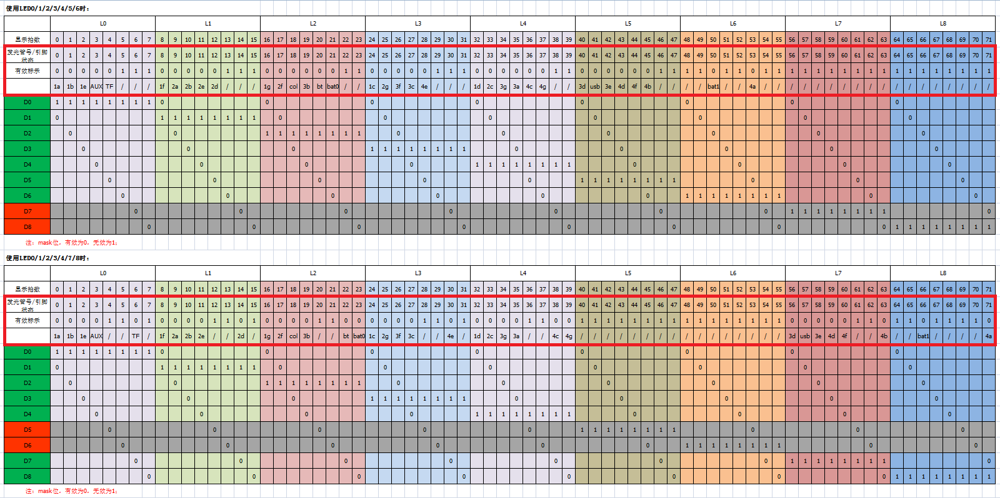 使用LED0/1/2/3/4/5/6时：
L0 L1 L2 L3 L4 L5 L6 L7 L8
显示拍数 0 1 2 3 4 5 6 7 8 9 10 11 12 13 14 15 16 17 18 19 20 21 22 23 24 25 26 27 28 29 30 31 32 33 34 35 36 37 38 39 40 41 42 43 44 45 46 47 48 49 50 51 52 53 54 55 56 57 58 59 60 61 62 63 64 65 66 67 68 69 70 71
发光管号/引脚
状态 0 1 2 3 4 5 6 7 8 9 10 11 12 13 14 15 16 17 18 19 20 21 22 23 24 25 26 27 28 29 30 31 32 33 34 35 36 37 38 39 40 41 42 43 44 45 46 47 48 49 50 51 52 53 54 55 56 57 58 59 60 61 62 63 64 65 66 67 68 69 70 71
有效标示 0 0 0 0 0 1 1 1 0 0 0 0 0 1 1 1 0 0 0 0 0 0 1 1 0 0 0 0 0 1 1 1 0 0 0 0 0 0 1 1 0 0 0 0 0 0 1 1 1 1 0 1 1 0 1 1 1 1 1 1 1 1 1 1 1 1 1 1 1 1 1 1
1a 1b 1e AUX TF / / / 1f 2a 2b 2e 2d / / / 1g 2f col 3b bt bat0 / / 1c 2g 3f 3c 4e / / / 1d 2c 3g 3a 4c 4g / / 3d usb 3e 4d 4f 4b / / / / bat1 / / 4a / / / / / / / / / / / / / / / / / /
D0 1 1 1 1 1 1 1 1 0 0 0 0 0 0 0 0
D1 0 1 1 1 1 1 1 1 1 0 0 0 0 0 0 0
D2 0 0 1 1 1 1 1 1 1 1 0 0 0 0 0 0
D3 0 0 0 1 1 1 1 1 1 1 1 0 0 0 0 0
D4 0 0 0 0 1 1 1 1 1 1 1 1 0 0 0 0
D5 0 0 0 0 0 1 1 1 1 1 1 1 1 0 0 0
D6 0 0 0 0 0 0 1 1 1 1 1 1 1 1 0 0
D7 0 0 0 0 0 0 0 1 1 1 1 1 1 1 1 0
D8 0 0 0 0 0 0 0 0 1 1 1 1 1 1 1 1
注：mask位，有效为0，无效为1；
使用LED0/1/2/3/4/7/8时：
L0 L1 L2 L3 L4 L5 L6 L7 L8
显示拍数 0 1 2 3 4 5 6 7 8 9 10 11 12 13 14 15 16 17 18 19 20 21 22 23 24 25 26 27 28 29 30 31 32 33 34 35 36 37 38 39 40 41 42 43 44 45 46 47 48 49 50 51 52 53 54 55 56 57 58 59 60 61 62 63 64 65 66 67 68 69 70 71
发光管号/引脚
状态 0 1 2 3 4 5 6 7 8 9 10 11 12 13 14 15 16 17 18 19 20 21 22 23 24 25 26 27 28 29 30 31 32 33 34 35 36 37 38 39 40 41 42 43 44 45 46 47 48 49 50 51 52 53 54 55 56 57 58 59 60 61 62 63 64 65 66 67 68 69 70 71
有效标示 0 0 0 0 1 1 0 1 0 0 0 0 1 1 0 1 0 0 0 0 1 1 0 0 0 0 0 0 1 1 0 1 0 0 0 0 1 1 0 0 1 1 1 1 1 1 1 1 1 1 1 1 1 1 1 1 0 0 0 0 0 1 1 0 1 1 0 1 1 1 1 0
1a 1b 1e AUX / / TF / 1f 2a 2b 2e / / 2d / 1g 2f col 3b / / bt bat0 1c 2g 3f 3c / / 4e / 1d 2c 3g 3a / / 4c 4g / / / / / / / / / / / / / / / / 3d usb 3e 4d 4f / / 4b / / bat1 / / / / 4a
D0 1 1 1 1 1 1 1 1 0 0 0 0 0 0 0 0
D1 0 1 1 1 1 1 1 1 1 0 0 0 0 0 0 0
D2 0 0 1 1 1 1 1 1 1 1 0 0 0 0 0 0
D3 0 0 0 1 1 1 1 1 1 1 1 0 0 0 0 0
D4 0 0 0 0 1 1 1 1 1 1 1 1 0 0 0 0
D5 0 0 0 0 0 1 1 1 1 1 1 1 1 0 0 0
D6 0 0 0 0 0 0 1 1 1 1 1 1 1 1 0 0
D7 0 0 0 0 0 0 0 1 1 1 1 1 1 1 1 0
D8 0 0 0 0 0 0 0 0 1 1 1 1 1 1 1 1
注：mask位，有效为0，无效为1；